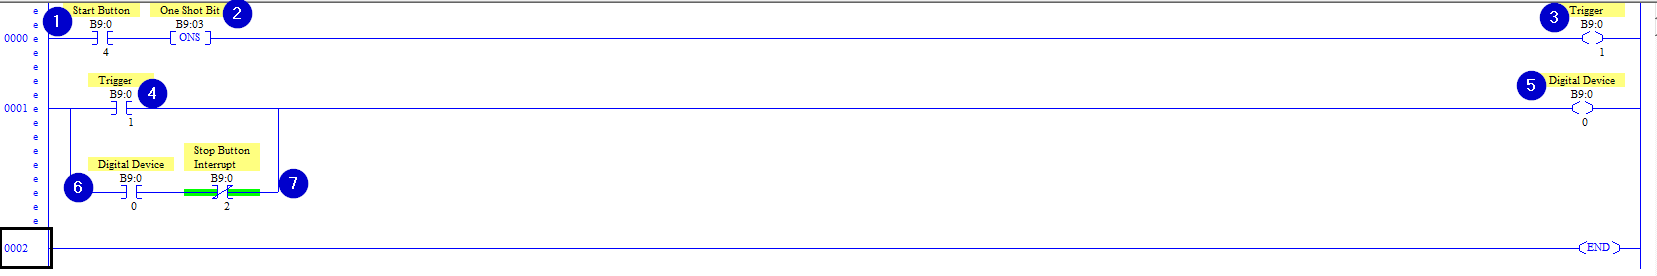 Start Button One Shot Bit 2 Trigger
1 B9:0 B9:03 3 B9:0
0000 e ONS
4 1
e
e
e
e
e
e
e
Trigger Digital Device
B9:0 4 5 B9:0
0001 e
1 0
e
e
e
e
e
e
e
Stop Button
Digital Device Interrupt
B9:0 B9:0
6 7
0 2
0002 END